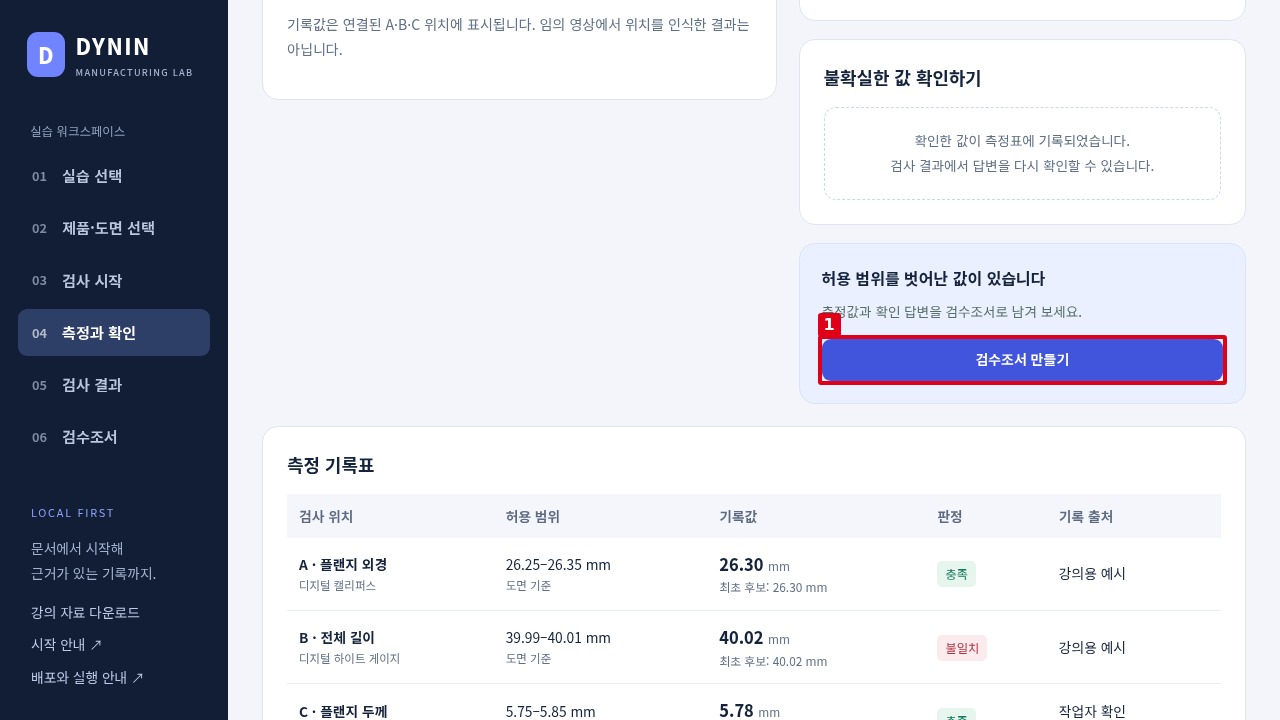 D
DYNIN
MANUFACTURING LAB
실습 워크스페이스
01 실습 선택
02 제품·도면 선택
03 검사 시작
04 측정과 확인
05 검사 결과
06 검수조서
LOCAL FIRST
문서에서 시작해
근거가 있는 기록까지.
강의 자료 다운로드
시작 안내 ↗
배포와 실행 안내 ↗
기록값은 연결된 A·B·C 위치에 표시됩니다. 임의 영상에서 위치를 인식한 결과는
아닙니다.
불확실한 값 확인하기
확인한 값이 측정표에 기록되었습니다.
검사 결과에서 답변을 다시 확인할 수 있습니다.
허용 범위를 벗어난 값이 있습니다
측정값과 확인 답변을 검수조서로 남겨 보세요.
1
검수조서 만들기
측정 기록표
검사 위치 허용 범위 기록값 판정 기록 출처
A · 플랜지 외경 26.25–26.35 mm 26.30 mm 충족 강의용 예시
디지털 캘리퍼스 도면 기준 최초 후보: 26.30 mm
B · 전체 길이 39.99–40.01 mm 40.02 mm 불일치 강의용 예시
디지털 하이트 게이지 도면 기준 최초 후보: 40.02 mm
C · 플랜지 두께 5.75–5.85 mm 5.78 mm 충족 작업자 확인